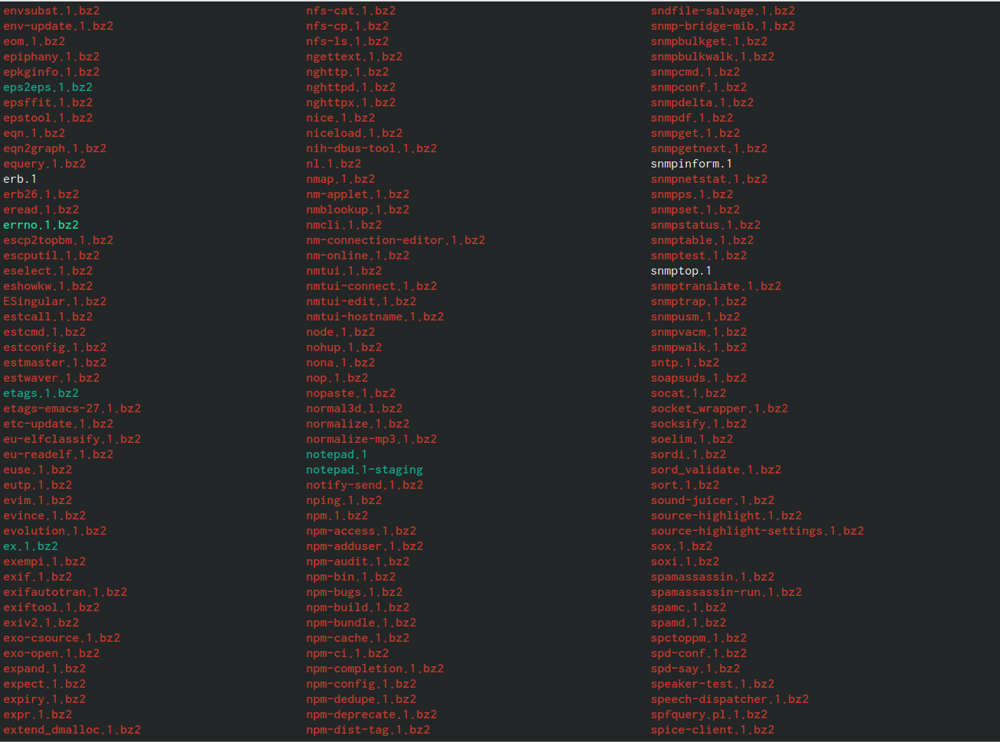 envsubst.1.bz2 nfs-cat.1.bz2 sndfile-salvage.1.bz2
env-update.1.bz2 nfs-cp.1.bz2 snmp-bridge-mib.1.bz2
eom.1.bz2 nfs-ls.1.bz2 snmpbulkget.1.bz2
epiphany.1.bz2 ngettext.1.bz2 snmpbulkwalk.1.bz2
epkginfo.1.bz2 nghttp.1.bz2 snmpcmd.1.bz2
eps2eps.1.bz2 nghttpd.1.bz2 snmpconf.1.bz2
epsffit.1.bz2 nghttpx.1.bz2 snmpdelta.1.bz2
epstool.1.bz2 nice.1.bz2 snmpdf.1.bz2
eqn.1.bz2 niceload.1.bz2 snmpget.1.bz2
eqn2graph.1.bz2 nih-dbus-tool.1.bz2 snmpgetnext.1.bz2
equery.1.bz2 nl.1.bz2 snmpinform.1
erb.1 nmap.1.bz2 snmpnetstat.1.bz2
erb26.1.bz2 nm-applet.1.bz2 snmpps.1.bz2
eread.1.bz2 nmblookup.1.bz2 snmpset.1.bz2
errno.1.bz2 nmcli.1.bz2 snmpstatus.1.bz2
escp2topbm.1.bz2 nm-connection-editor.1.bz2 snmptable.1.bz2
escputil.1.bz2 nm-online.1.bz2 snmptest.1.bz2
eselect.1.bz2 nmtui.1.bz2 snmptop.1
eshowkw.1.bz2 nmtui-connect.1.bz2 snmptranslate.1.bz2
ESingular.1.bz2 nmtui-edit.1.bz2 snmptrap.1.bz2
estcall.1.bz2 nmtui-hostname.1.bz2 snmpusm.1.bz2
estcmd.1.bz2 node.1.bz2 snmpvacm.1.bz2
estconfig.1.bz2 nohup.1.bz2 snmpwalk.1.bz2
estmaster.1.bz2 nona.1.bz2 sntp.1.bz2
estwaver.1.bz2 nop.1.bz2 soapsuds.1.bz2
etags.1.bz2 nopaste.1.bz2 socat.1.bz2
etags-emacs-27.1.bz2 normal3d.l.bz2 socket_wrapper.1.bz2
etc-update.1.bz2 normalize.1.bz2 socksify.1.bz2
eu-elfclassify.1.bz2 normalize-mp3.1.bz2 soelim.1.bz2
eu-readelf.1.bz2 notepad.1 sordi.1.bz2
euse.1.bz2 notepad.1-staging sord_validate.1.bz2
eutp.1.bz2 notify-send.1.bz2 sort.1.bz2
evim.1.bz2 nping.1.bz2 sound-juicer.1.bz2
evince.1.bz2 npm.1.bz2 source-highlight.1.bz2
evolution.1.bz2 npm-access.1.bz2 source-highlight-settings.1.bz2
ex.1.bz2 npm-adduser.1.bz2 sox.1.bz2
exempi.1.bz2 npm-audit.1.bz2 soxi.1.bz2
exif.1.bz2 npm-bin.1.bz2 spamassassin.1.bz2
exifautotran.1.bz2 npm-bugs.1.bz2 spamassassin-run.1.bz2
exiftool.1.bz2 npm-build.1.bz2 spamc.1.bz2
exiv2.1.bz2 npm-bundle.1.bz2 spamd.1.bz2
exo-csource.1.bz2 npm-cache.1.bz2 spctoppm.1.bz2
exo-open.1.bz2 npm-ci.1.bz2 spd-conf.1.bz2
expand.1.bz2 npm-completion.1.bz2 spd-say.1.bz2
expect.1.bz2 npm-config.1.bz2 speaker-test.1.bz2
expiry.1.bz2 npm-dedupe.1.bz2 speech-dispatcher.1.bz2
expr.1.bz2 npm-deprecate.1.bz2 spfquery.pl.1.bz2
extend_dmalloc.1.bz2 npm-dist-tag.1.bz2 spice-client.1.bz2